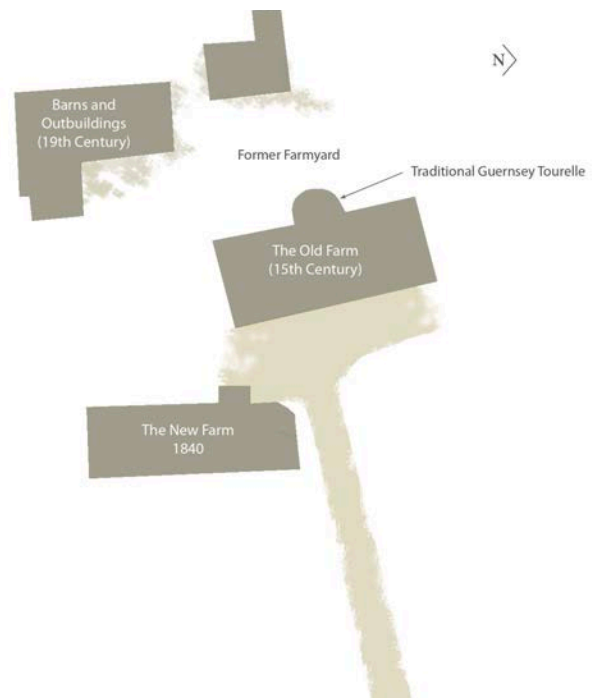 N
Barns and
Outbuildings
(19th Century)
Former Farmyard
Traditional Guernsey Tourelle
The Old Farm
(15th Century)
The New Farm
1840